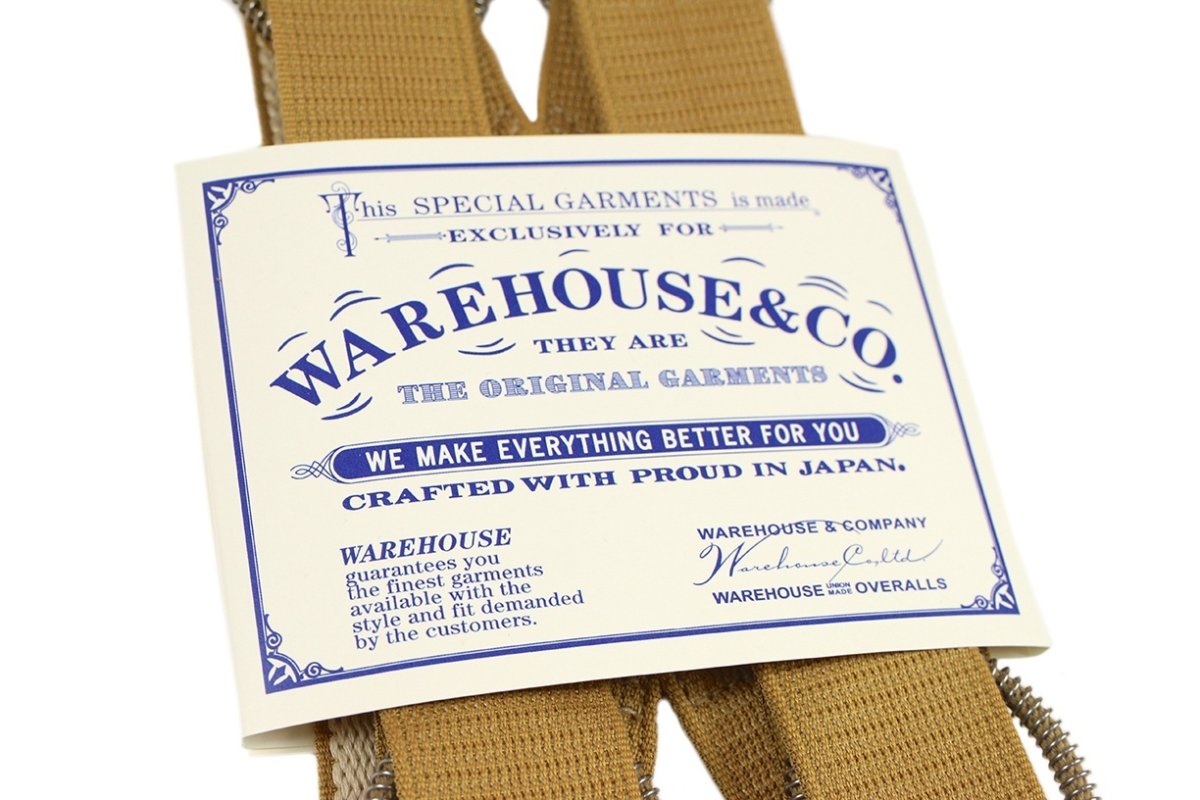 This SPECIAL GARMENTS is made
EXCLUSIVELY FOR
WAREHOUSE & CO.
THEY ARE
THE ORIGINAL GARMENTS
WE MAKE EVERYTHING BETTER FOR YOU
CRAFTED WITH PROUD IN JAPAN.
WAREHOUSE
guarantees you
the finest garments
available with the
style and fit demanded
by the customers.
WAREHOUSE & COMPANY
Warehouse Co,ltd.
WAREHOUSE UNION MADE OVERALLS